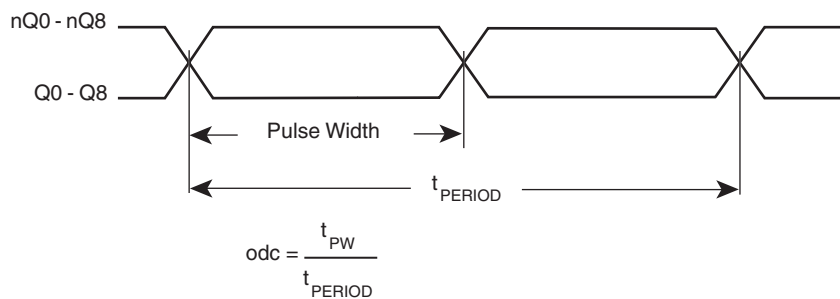 nQ0 - nQ8
Q0 - Q8
Pulse Width
tPERIOD
odc = tPW
tPERIOD